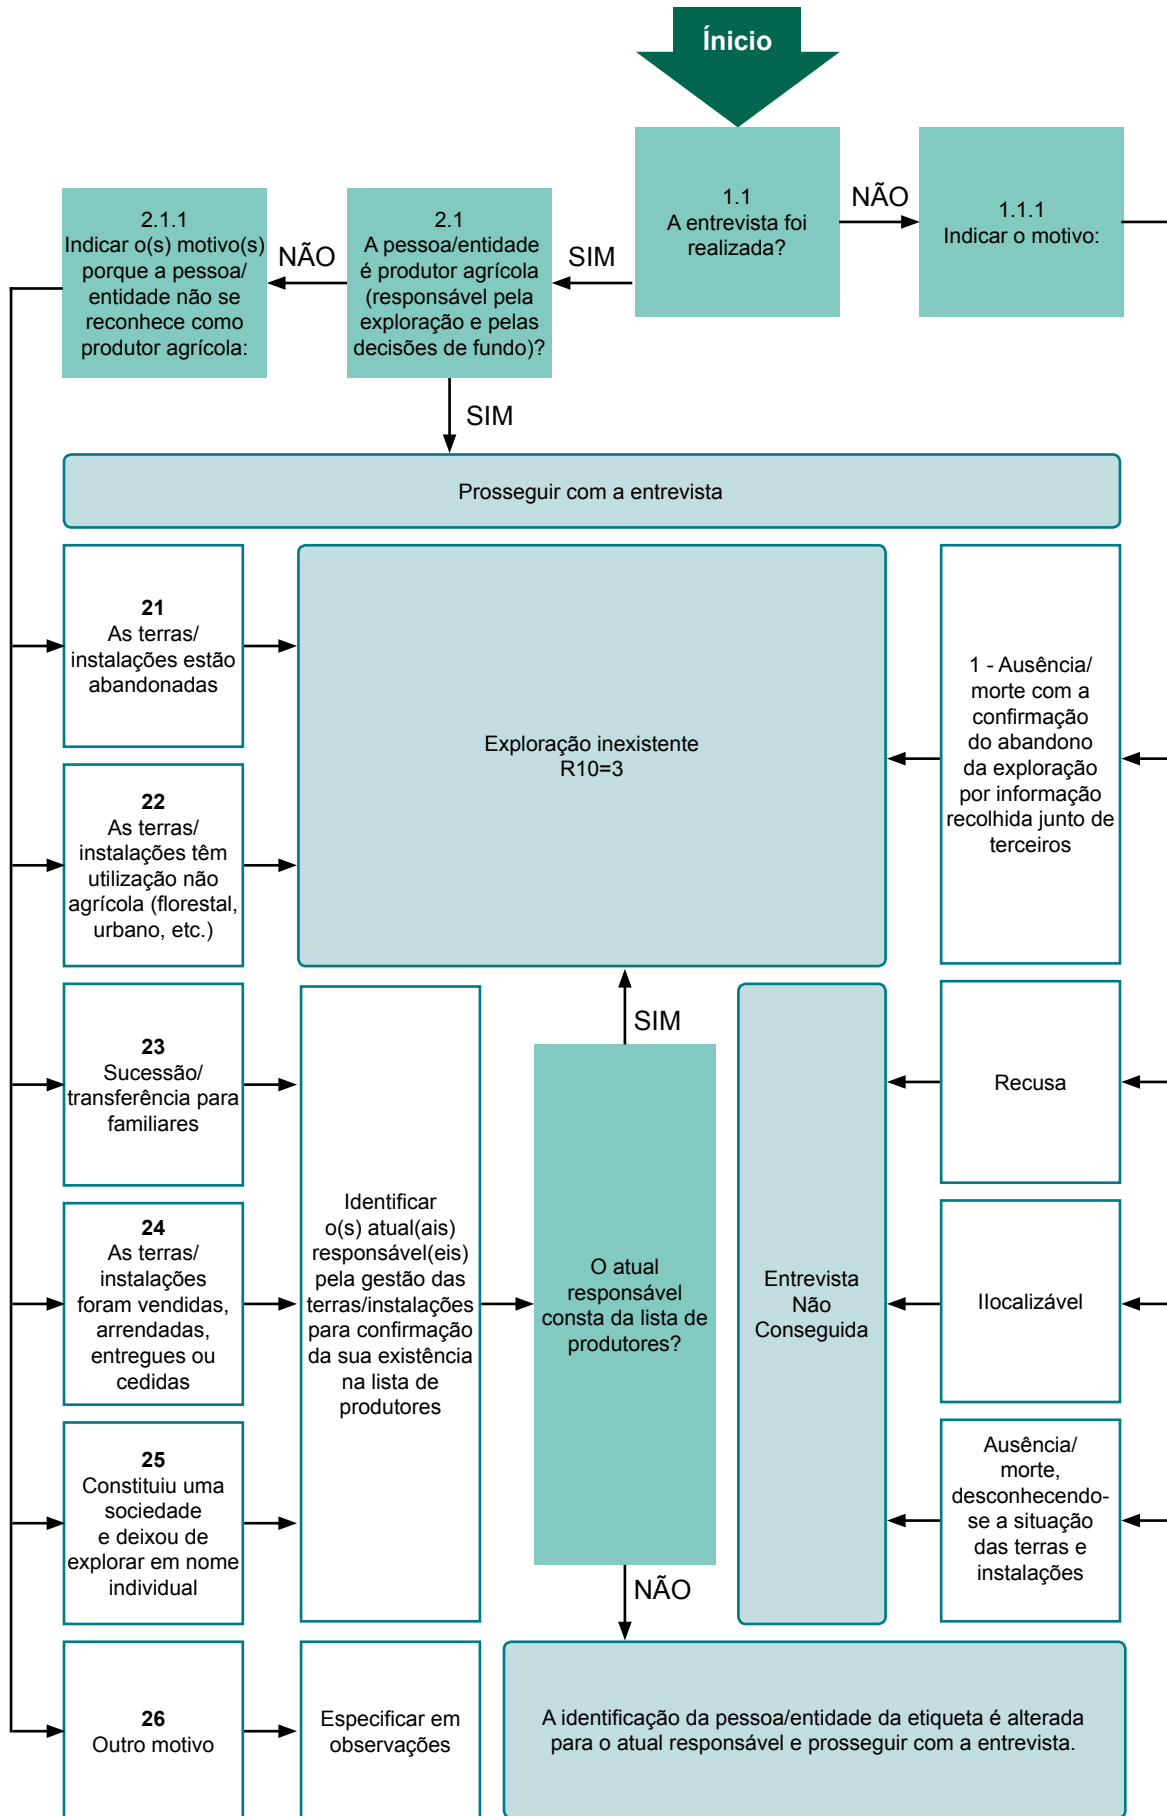 Ínicio
1.1
A entrevista foi
realizada?
NÃO
1.1.1
Indicar o motivo:
SIM
2.1
A pessoa/entidade
é produtor agrícola
(responsável pela
exploração e pelas
decisões de fundo)?
NÃO
2.1.1
Indicar o(s) motivo(s)
porque a pessoa/
entidade não se
reconhece como
produtor agrícola:
SIM
Prosseguir com a entrevista
21
As terras/
instalações estão
abandonadas
22
As terras/
instalações têm
utilização não
agrícola (florestal,
urbano, etc.)
Exploração inexistente
R10=3
1 - Ausência/
morte com a
confirmação
do abandono
da exploração
por informação
recolhida junto de
terceiros
23
Sucessão/
transferência para
familiares
24
As terras/
instalações
foram vendidas,
arrendadas,
entregues ou
cedidas
25
Constituiu uma
sociedade
e deixou de
explorar em nome
individual
Identificar
o(s) atual(ais)
responsável(eis)
pela gestão das
terras/instalações
para confirmação
da sua existência
na lista de
produtores
SIM
O atual
responsável
consta da lista de
produtores?
NÃO
Entrevista
Não
Conseguida
Recusa
Ilocalizável
Ausência/
morte,
desconhecendo-
se a situação
das terras e
instalações
26
Outro motivo
Especificar em
observações
A identificação da pessoa/entidade da etiqueta é alterada
para o atual responsável e prosseguir com a entrevista.